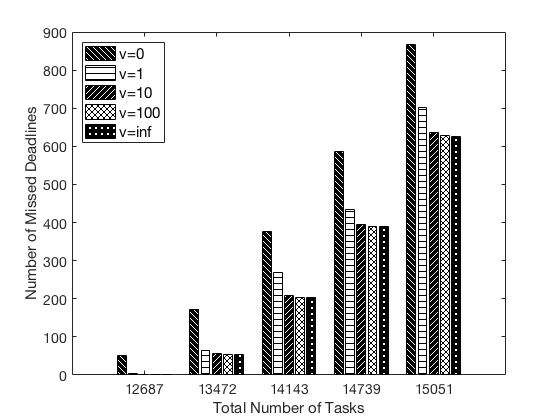 900
800
700
600
500
400
300
200
100
0
Number of Missed Deadlines
v=0
v=1
v=10
v=100
v=inf
12687 13472 14143 14739 15051
Total Number of Tasks